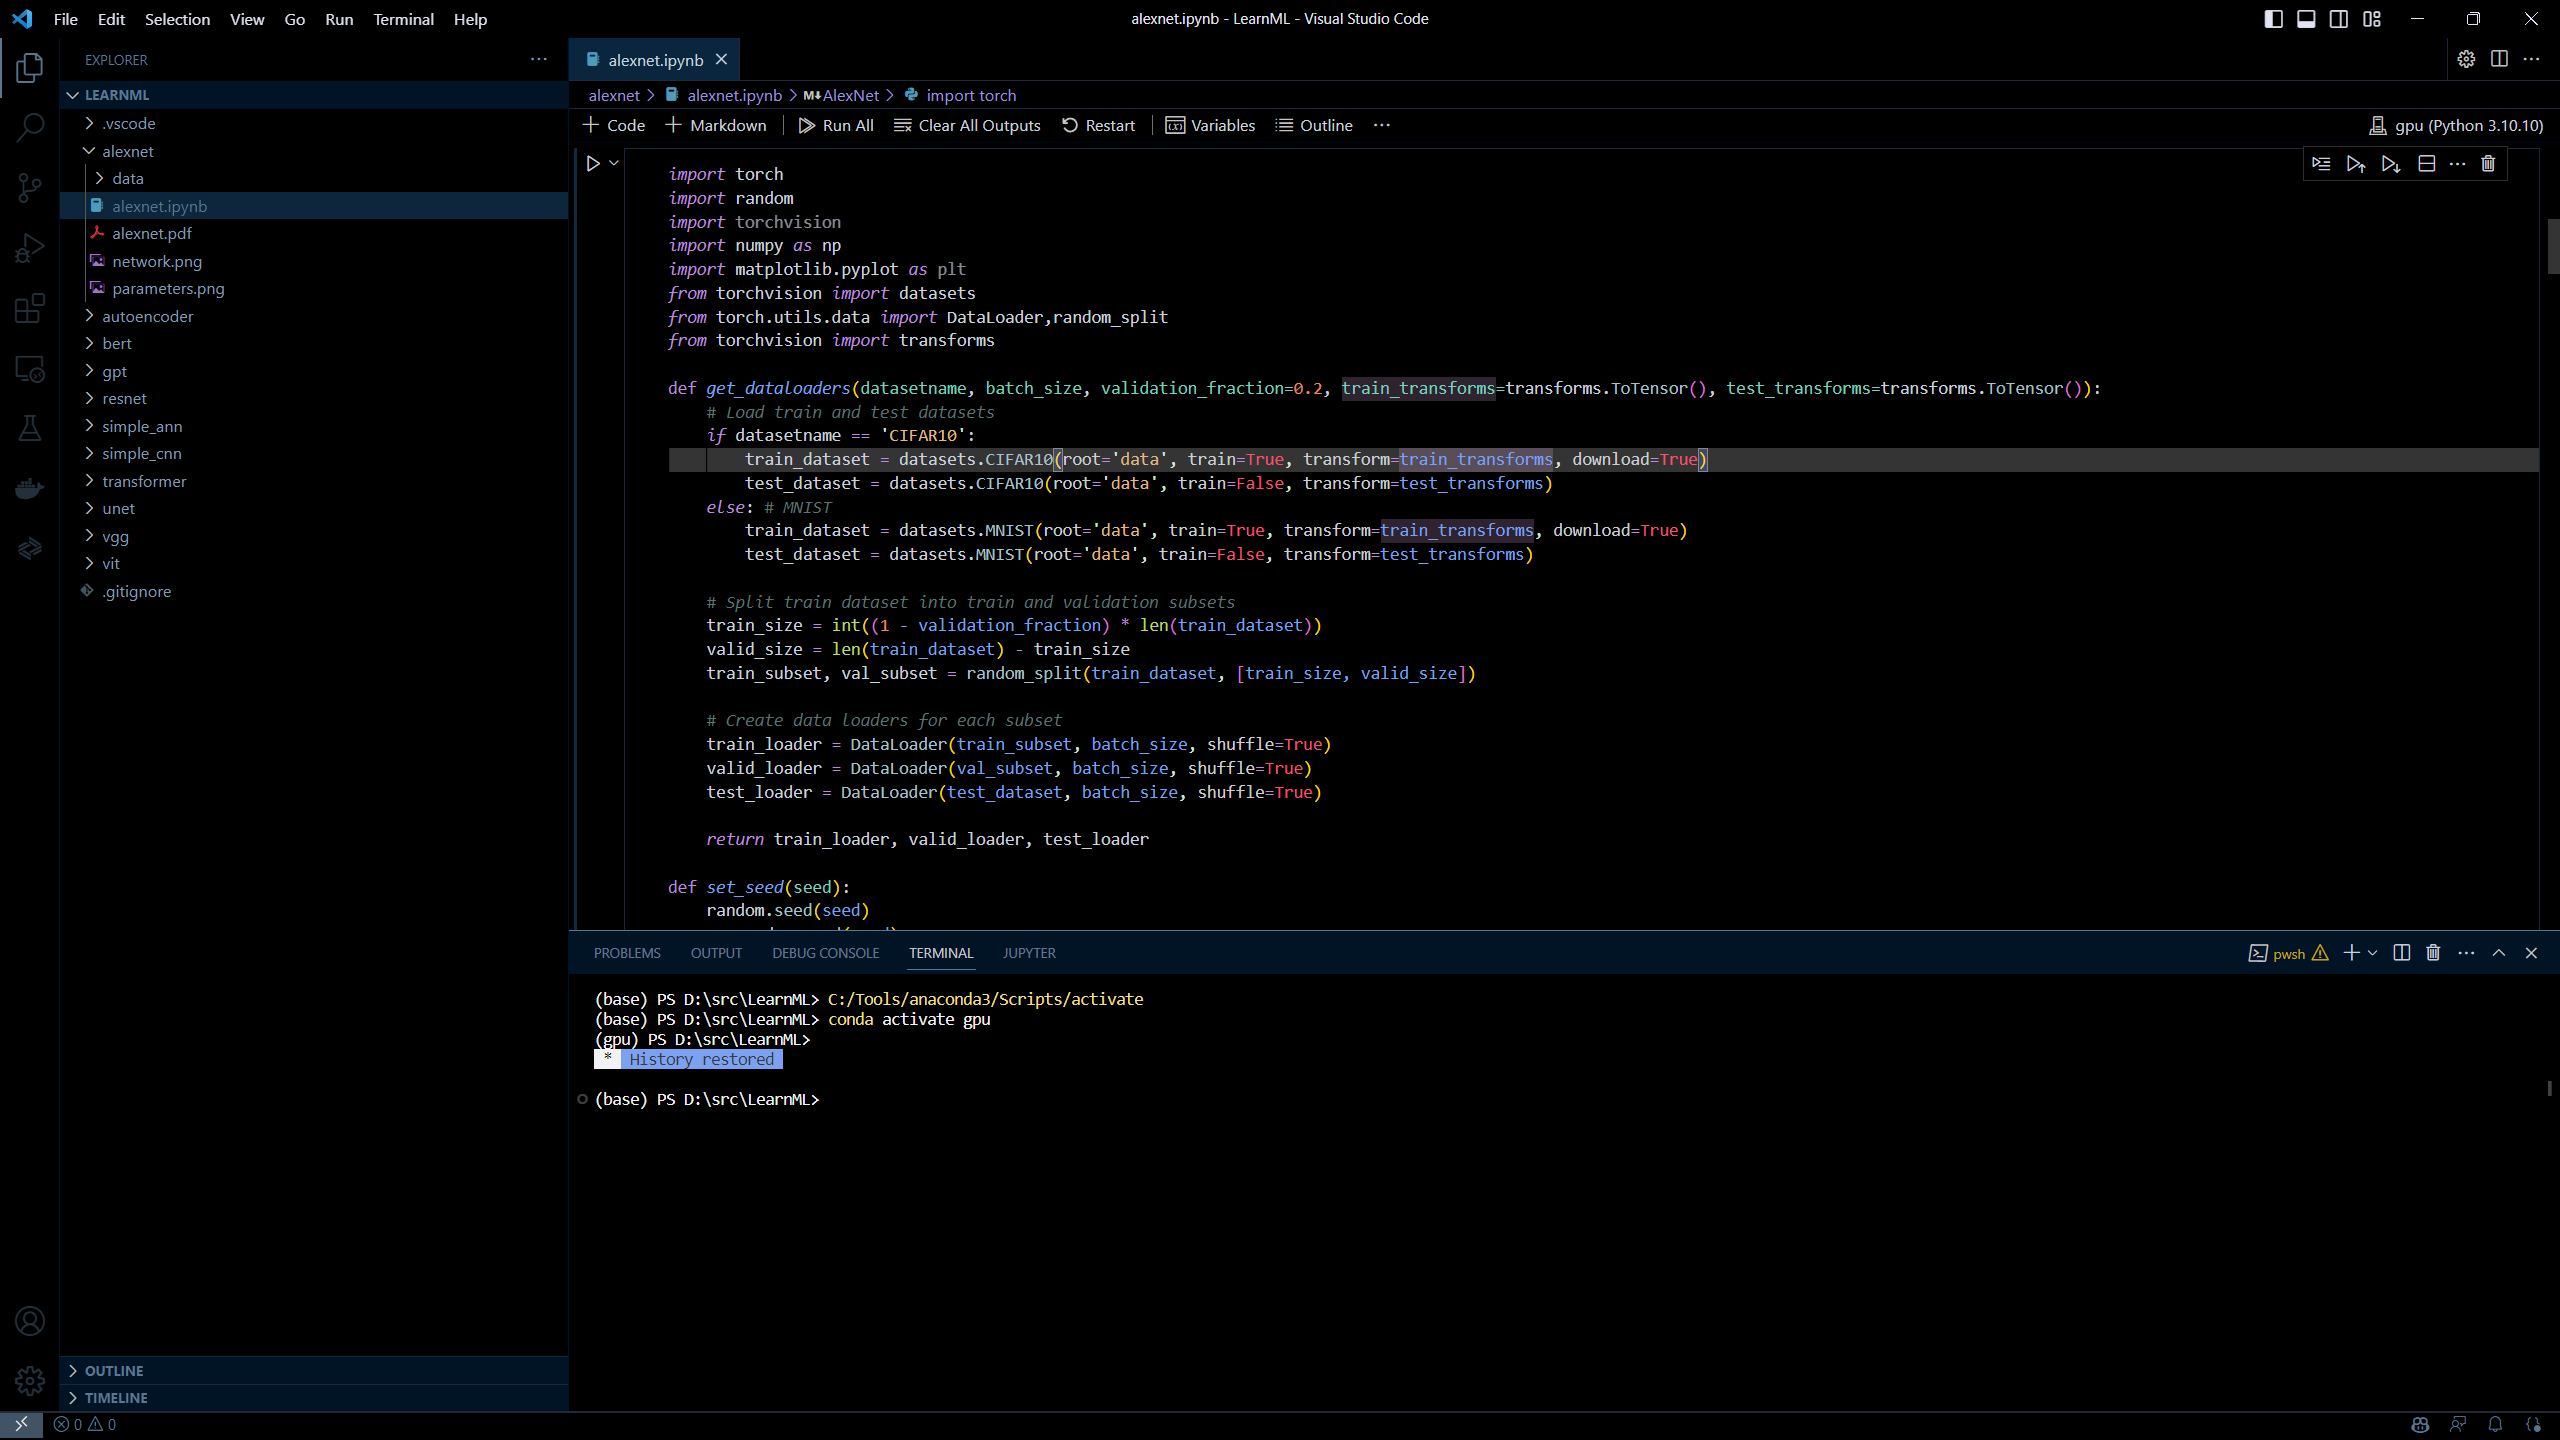 File Edit Selection View Go Run Terminal Help
alexnet.ipynb - LearnML - Visual Studio Code
EXPLORER
LEARNML
.vscode
alexnet
data
alexnet.ipynb
alexnet.pdf
network.png
parameters.png
autoencoder
bert
gpt
resnet
simple_ann
simple_cnn
transformer
unet
vgg
vit
.gitignore
OUTLINE
TIMELINE
alexnet.ipynb
alexnet > alexnet.ipynb > M↓AlexNet > import torch
+ Code + Markdown Run All Clear All Outputs Restart Variables Outline ...
gpu (Python 3.10.10)
import torch
import random
import torchvision
import numpy as np
import matplotlib.pyplot as plt
from torchvision import datasets
from torch.utils.data import DataLoader,random_split
from torchvision import transforms
def get_dataloaders(datasetname, batch_size, validation_fraction=0.2, train_transforms=transforms.ToTensor(), test_transforms=transforms.ToTensor()):
# Load train and test datasets
if datasetname == 'CIFAR10':
train_dataset = datasets.CIFAR10(root='data', train=True, transform=train_transforms, download=True)
test_dataset = datasets.CIFAR10(root='data', train=False, transform=test_transforms)
else: # MNIST
train_dataset = datasets.MNIST(root='data', train=True, transform=train_transforms, download=True)
test_dataset = datasets.MNIST(root='data', train=False, transform=test_transforms)
# Split train dataset into train and validation subsets
train_size = int((1 - validation_fraction) * len(train_dataset))
valid_size = len(train_dataset) - train_size
train_subset, val_subset = random_split(train_dataset, [train_size, valid_size])
# Create data loaders for each subset
train_loader = DataLoader(train_subset, batch_size, shuffle=True)
valid_loader = DataLoader(val_subset, batch_size, shuffle=True)
test_loader = DataLoader(test_dataset, batch_size, shuffle=True)
return train_loader, valid_loader, test_loader
def set_seed(seed):
random.seed(seed)
PROBLEMS OUTPUT DEBUG CONSOLE TERMINAL JUPYTER
pwsh
(base) PS D:\src\LearnML> C:/Tools/anaconda3/Scripts/activate
(base) PS D:\src\LearnML> conda activate gpu
(gpu) PS D:\src\LearnML>
* History restored
(base) PS D:\src\LearnML>
0 0